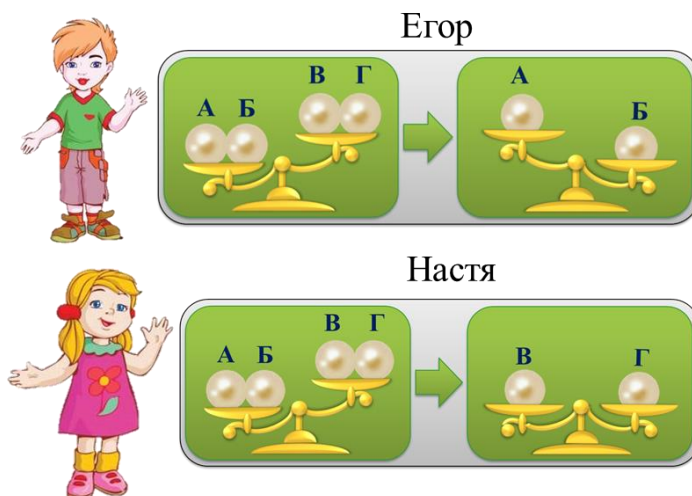 Егор
А Б В Г
А Б
Настя
А Б В Г
В Г